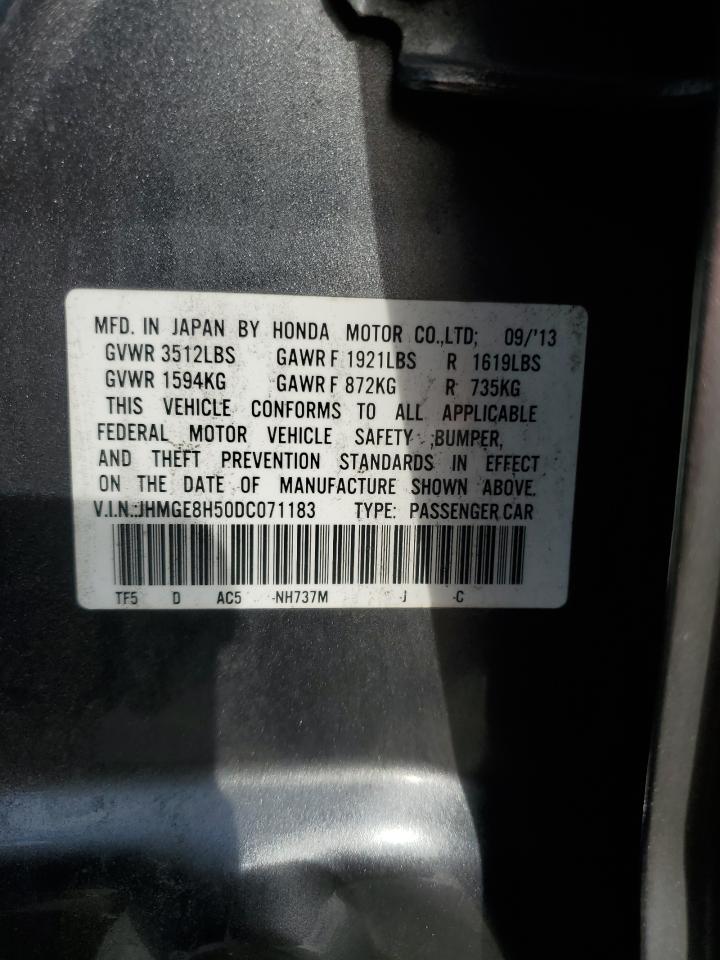 MFD. IN JAPAN BY HONDA MOTOR CO.,LTD; 09/'13
GVWR 3512LBS GAWR F 1921LBS R 1619LBS
GVWR 1594KG GAWR F 872KG R 735KG
THIS VEHICLE CONFORMS TO ALL APPLICABLE
FEDERAL MOTOR VEHICLE SAFETY ,BUMPER,
AND THEFT PREVENTION STANDARDS IN EFFECT
ON THE DATE OF MANUFACTURE SHOWN ABOVE.
V.I.N.:JHMGE8H50DC071183 TYPE: PASSENGER CAR
TF5 D AC5 -NH737M -J -C